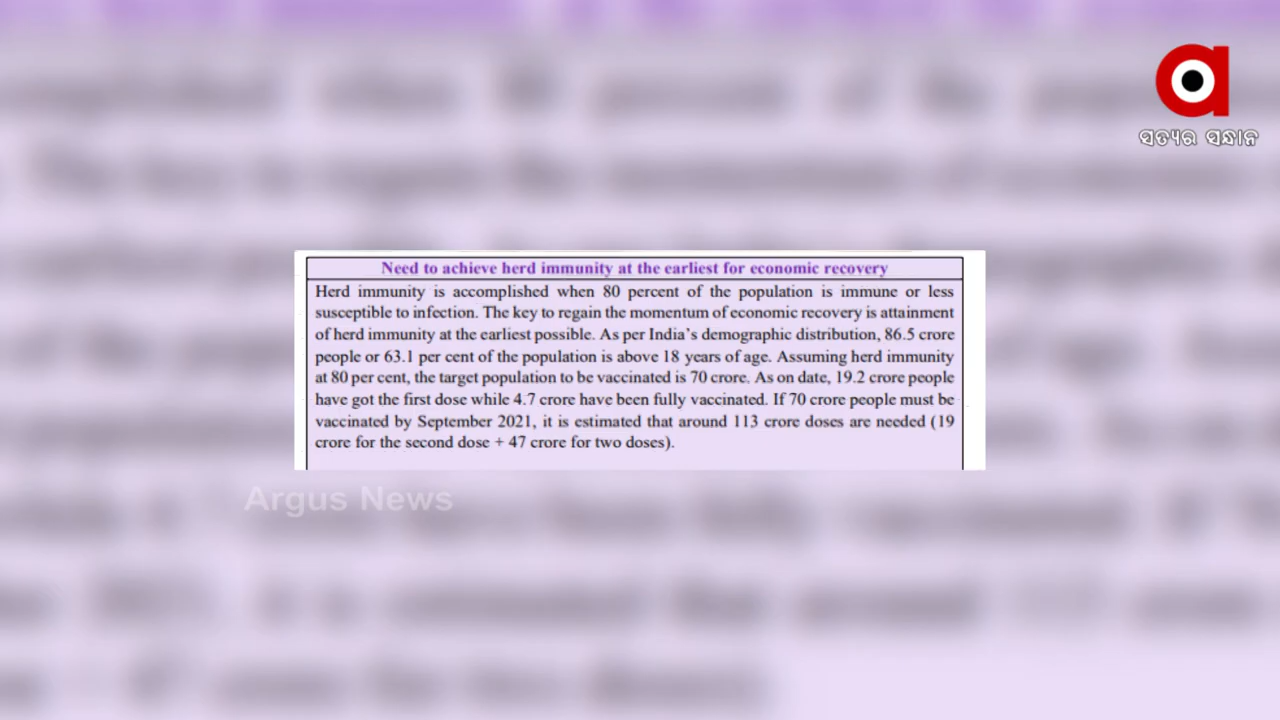 ସତ୍ୟର ସନ୍ଧାନ
Need to achieve herd immunity at the earliest for economic recovery
Herd immunity is accomplished when 80 percent of the population is immune or less
susceptible to infection. The key to regain the momentum of economic recovery is attainment
of herd immunity at the earliest possible. As per India's demographic distribution, 86.5 crore
people or 63.1 per cent of the population is above 18 years of age. Assuming herd immunity
at 80 per cent, the target population to be vaccinated is 70 crore. As on date, 19.2 crore people
have got the first dose while 4.7 crore have been fully vaccinated. If 70 crore people must be
vaccinated by September 2021, it is estimated that around 113 crore doses are needed (19
crore for the second dose + 47 crore for two doses).
Argus News